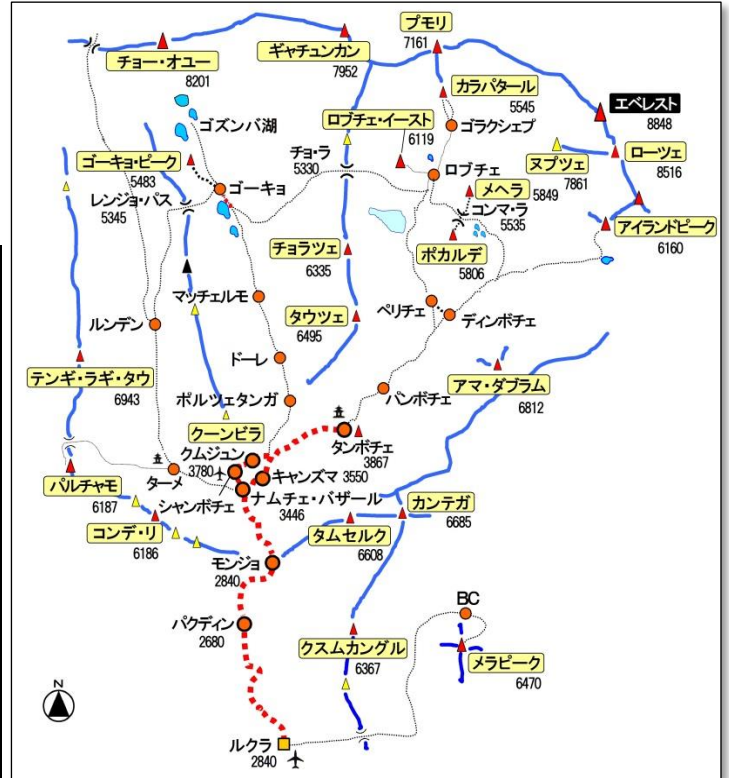 プモリ
7161
チョー・オユー
8201
ギャチュンカン
7952
カラパタール
5545
エベレスト
8848
ゴズンバ湖
ロブチェ・イースト
6119
ゴラクシェプ
ゴーキョ・ピーク
5483
チョ・ラ
5330
ロブチェ
ヌプツェ
7861
ローツェ
8516
レンジョ・パス
5345
ゴーキョ
メヘラ
5849
コンマ・ラ
5535
アイランドピーク
6160
チョラツェ
6335
ポカルデ
5806
マッチェルモ
タウツェ
6495
ペリチェ
ディンボチェ
ルンデン
テンギ・ラギ・タウ
6943
ドーレ
アマ・ダブラム
6812
ポルツェタンガ
パンボチェ
クーンビラ
タンボチェ
3867
クムジュン
3780
キャンズマ
3550
パルチャモ
6187
ターメ
シャンボチェ
ナムチェ・バザール
3446
カンテガ
6685
コンデ・リ
6186
タムセルク
6608
モンジョ
2840
パクディン
2680
BC
クスムカングル
6367
メラピーク
6470
N
ルクラ
2840